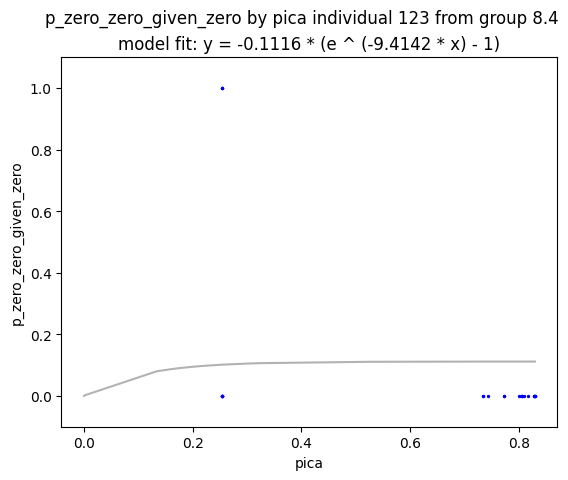 p_zero_zero_given_zero by pica individual 123 from group 8.4
model fit: y = -0.1116 * (e ^ (-9.4142 * x) - 1)
1.0
0.8
0.6
0.4
0.2
0.0
p_zero_zero_given_zero
0.0 0.2 0.4 0.6 0.8
pica